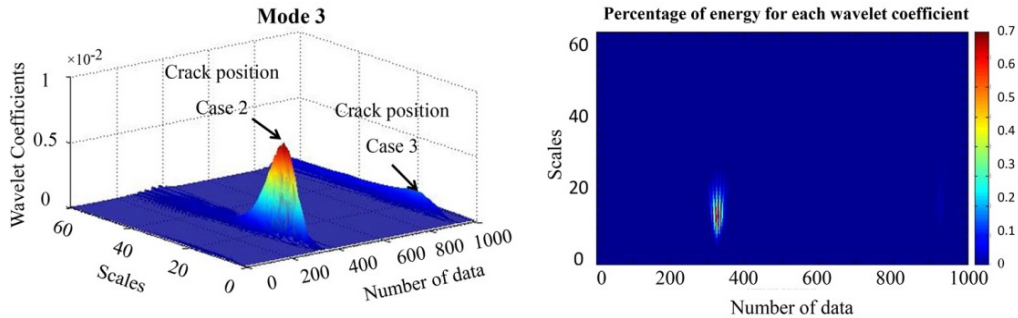 Mode 3
×10⁻²
1
0.5
0
Wavelet Coefficients
Crack position
Case 2
Crack position
Case 3
60
40
20
0
Scales
0
200
400
600
800
1000
Number of data
Percentage of energy for each wavelet coefficient
60
40
20
0
Scales
0
200
400
600
800
1000
Number of data
0.7
0.6
0.5
0.4
0.3
0.2
0.1
0